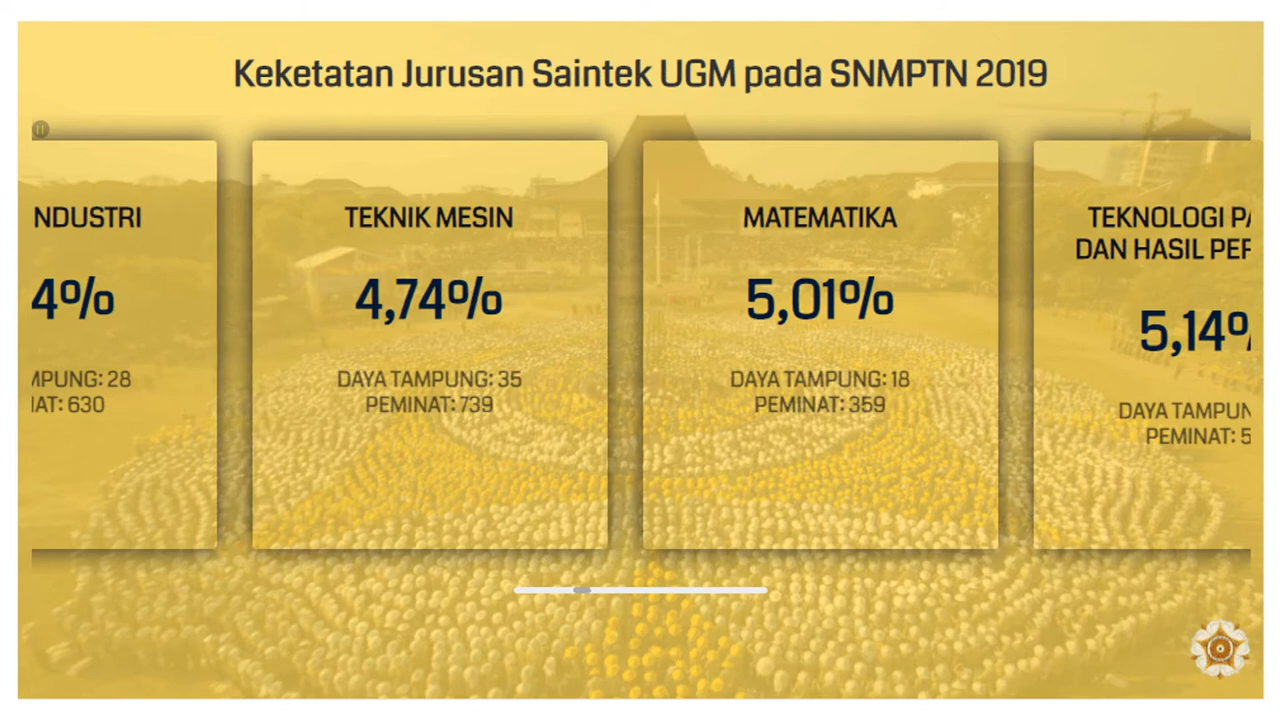 Keketatan Jurusan Saintek UGM pada SNMPTN 2019
NDUSTRI
4%
MPUNG: 28
IAT: 630
TEKNIK MESIN
4,74%
DAYA TAMPUNG: 35
PEMINAT: 739
MATEMATIKA
5,01%
DAYA TAMPUNG: 18
PEMINAT: 359
TEKNOLOGI PA
DAN HASIL PER
5,14%
DAYA TAMPUN
PEMINAT: 5